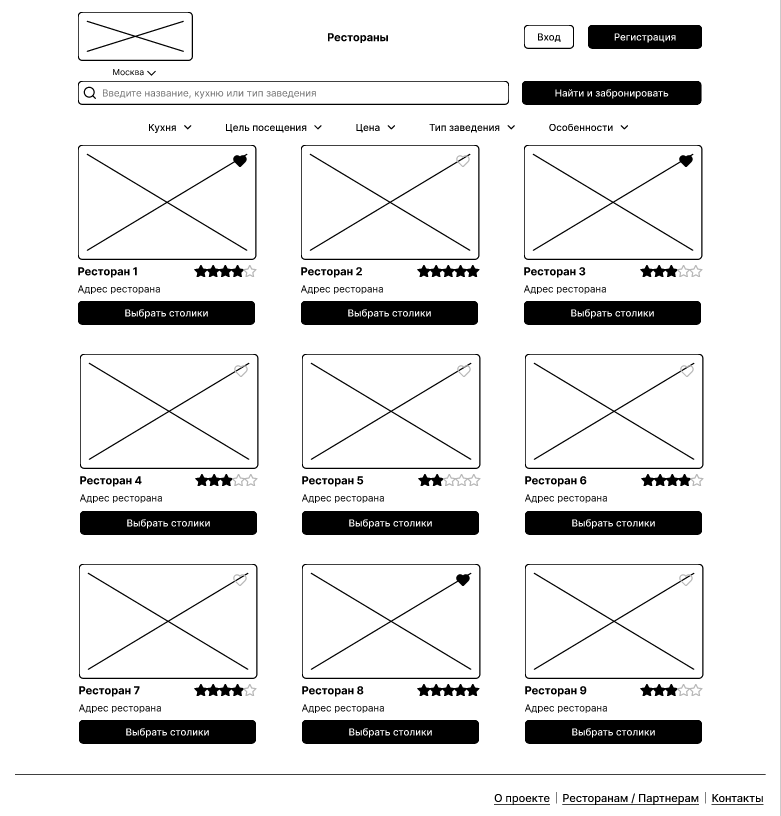 Рестораны
Вход
Регистрация
Москва
Введите название, кухню или тип заведения
Найти и забронировать
Кухня
Цель посещения
Цена
Тип заведения
Особенности
Ресторан 1
Адрес ресторана
Выбрать столики
Ресторан 2
Адрес ресторана
Выбрать столики
Ресторан 3
Адрес ресторана
Выбрать столики
Ресторан 4
Адрес ресторана
Выбрать столики
Ресторан 5
Адрес ресторана
Выбрать столики
Ресторан 6
Адрес ресторана
Выбрать столики
Ресторан 7
Адрес ресторана
Выбрать столики
Ресторан 8
Адрес ресторана
Выбрать столики
Ресторан 9
Адрес ресторана
Выбрать столики
О проекте | Ресторанам / Партнерам | Контакты